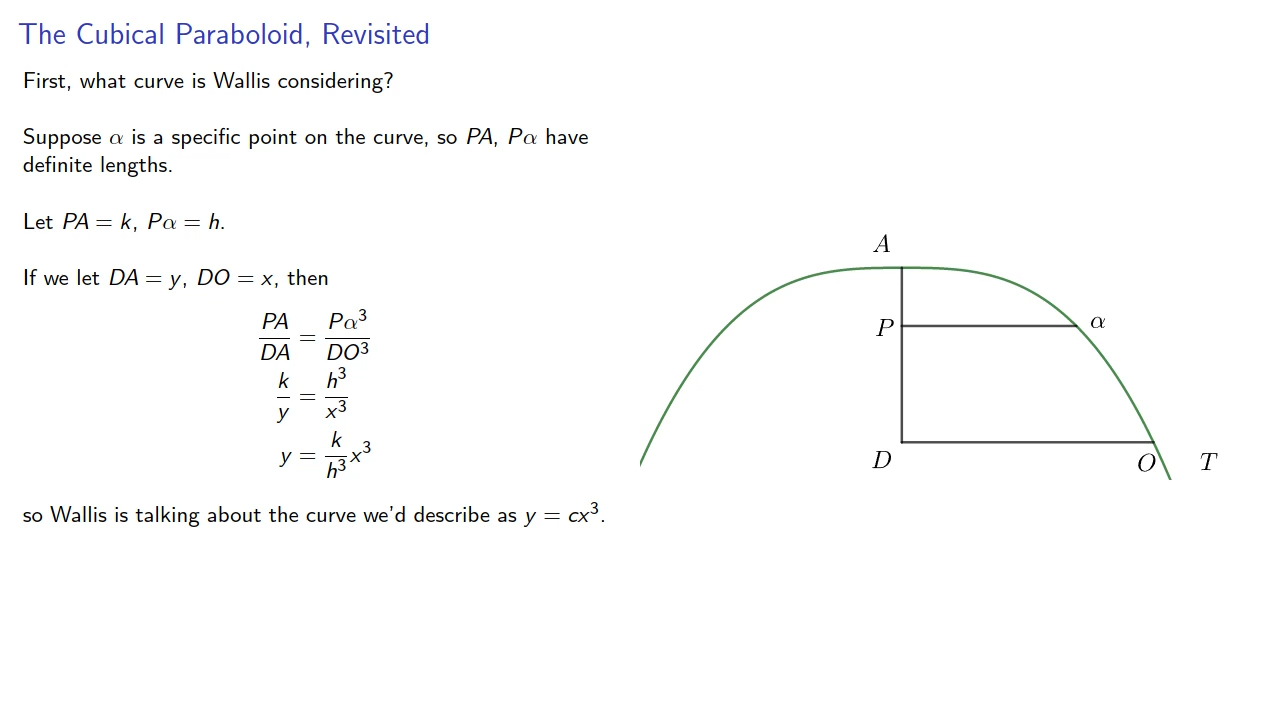 The Cubical Paraboloid, Revisited
First, what curve is Wallis considering?
Suppose α is a specific point on the curve, so PA, Pα have
definite lengths.
Let PA = k, Pα = h.
If we let DA = y, DO = x, then
PA/DA = Pα³/DO³
k/y = h³/x³
y = k/h³ x³
so Wallis is talking about the curve we'd describe as y = cx³.
A
P
α
D
O
T